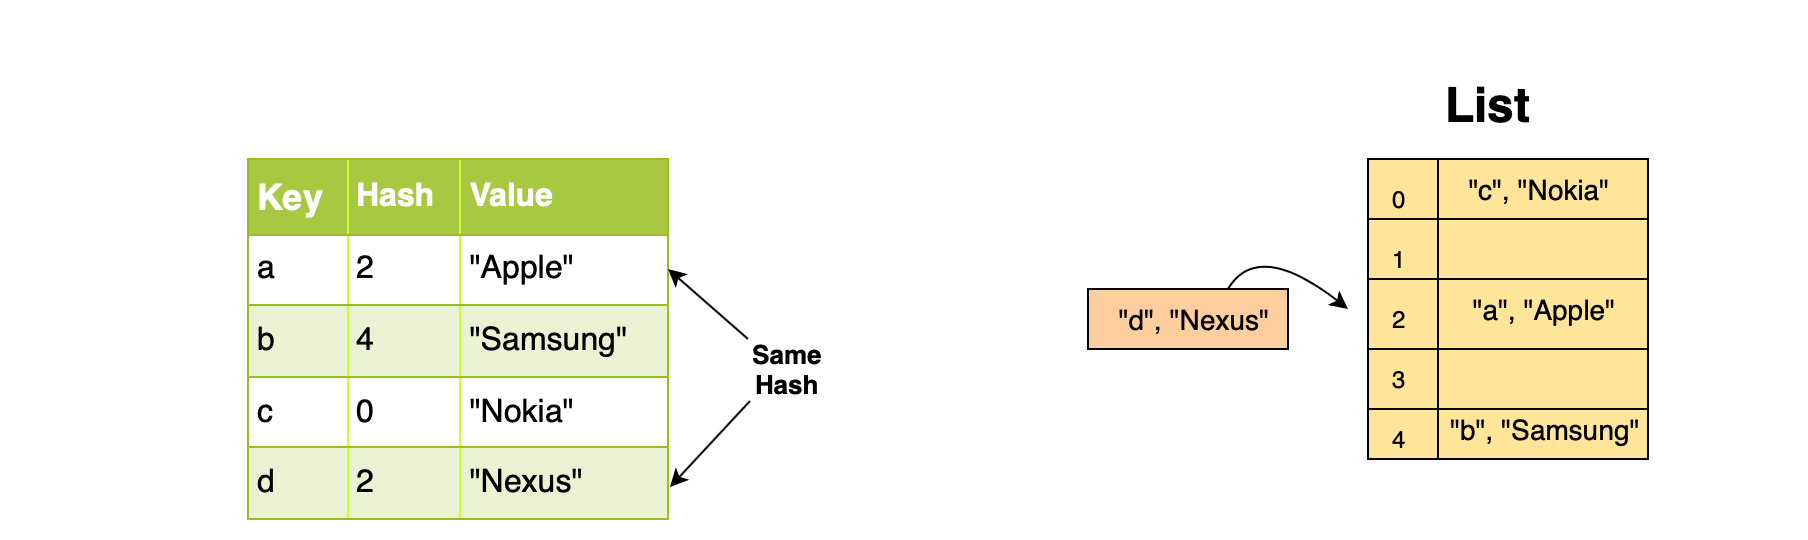 List
Key Hash Value
a 2 "Apple"
b 4 "Samsung"
c 0 "Nokia"
d 2 "Nexus"
Same
Hash
"d", "Nexus"
0 "c", "Nokia"
1
2 "a", "Apple"
3
4 "b", "Samsung"